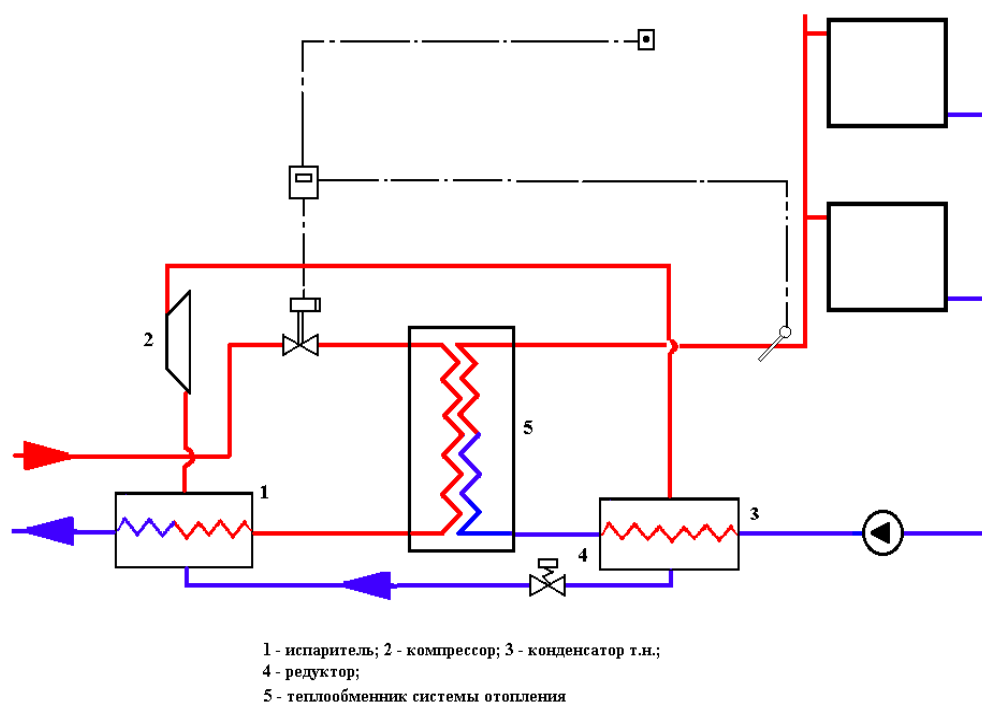 2
5
1
3
4
1 - испаритель; 2 - компрессор; 3 - конденсатор т.н.;
4 - редуктор;
5 - теплообменник системы отопления